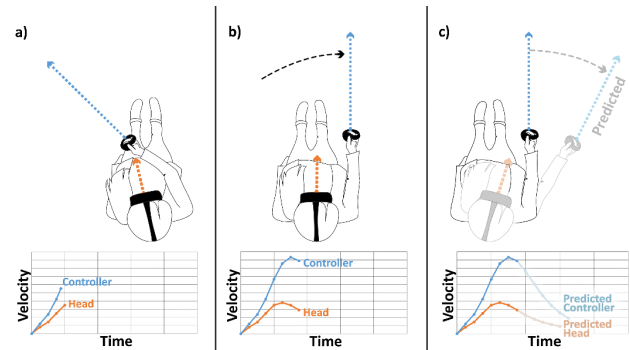 a)
b)
c)
Predicted
Velocity
Controller
Head
Time
Velocity
Controller
Head
Time
Velocity
Predicted
Controller
Predicted
Head
Time